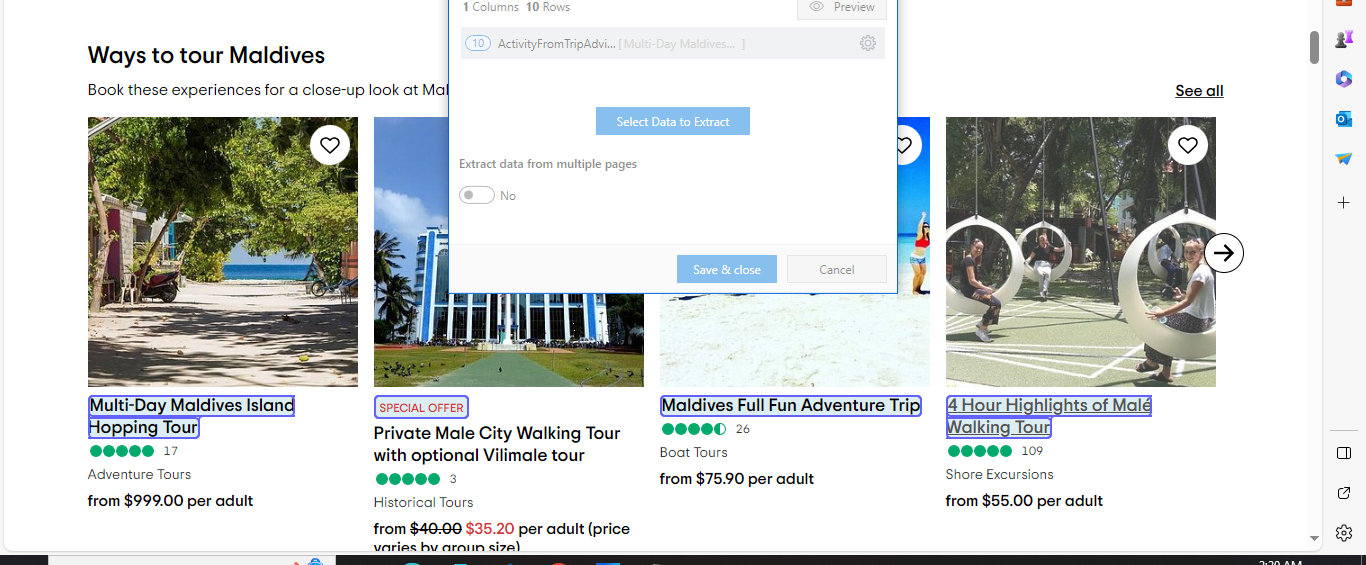 1 Columns 10 Rows
Preview
10 ActivityFromTripAdvi... [ Multi-Day Maldives... ]
Ways to tour Maldives
Book these experiences for a close-up look at Mal
See all
Select Data to Extract
Extract data from multiple pages
No
Save & close
Cancel
Multi-Day Maldives Island
Hopping Tour
17
Adventure Tours
from $999.00 per adult
SPECIAL OFFER
Private Male City Walking Tour
with optional Vilimale tour
3
Historical Tours
from $40.00 $35.20 per adult (price
varies by group size)
Maldives Full Fun Adventure Trip
26
Boat Tours
from $75.90 per adult
4 Hour Highlights of Malé
Walking Tour
109
Shore Excursions
from $55.00 per adult
2:20 AM